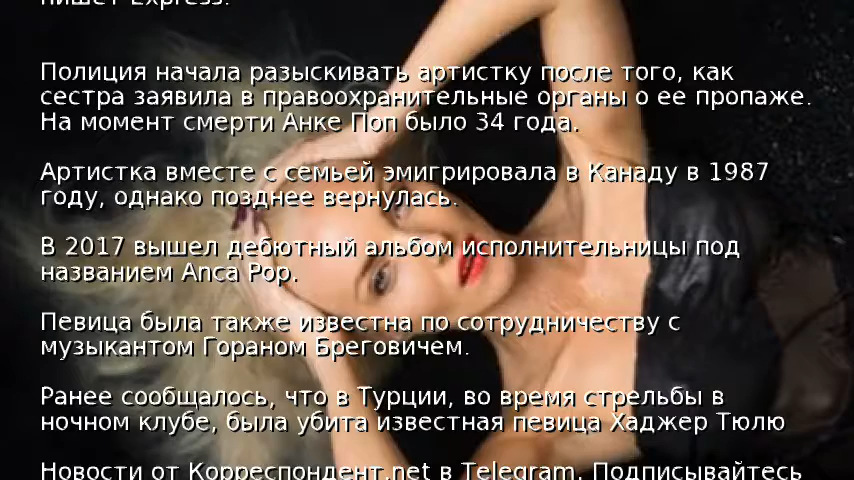 пишет Express.
Полиция начала разыскивать артистку после того, как
сестра заявила в правоохранительные органы о ее пропаже.
На момент смерти Анке Поп было 34 года.
Артистка вместе с семьей эмигрировала в Канаду в 1987
году, однако позднее вернулась.
В 2017 вышел дебютный альбом исполнительницы под
названием Anca Pop.
Певица была также известна по сотрудничеству с
музыкантом Гораном Бреговичем.
Ранее сообщалось, что в Турции, во время стрельбы в
ночном клубе, была убита известная певица Хаджер Тюлю
Новости от Корреспондент.net в Telegram. Подписывайтесь